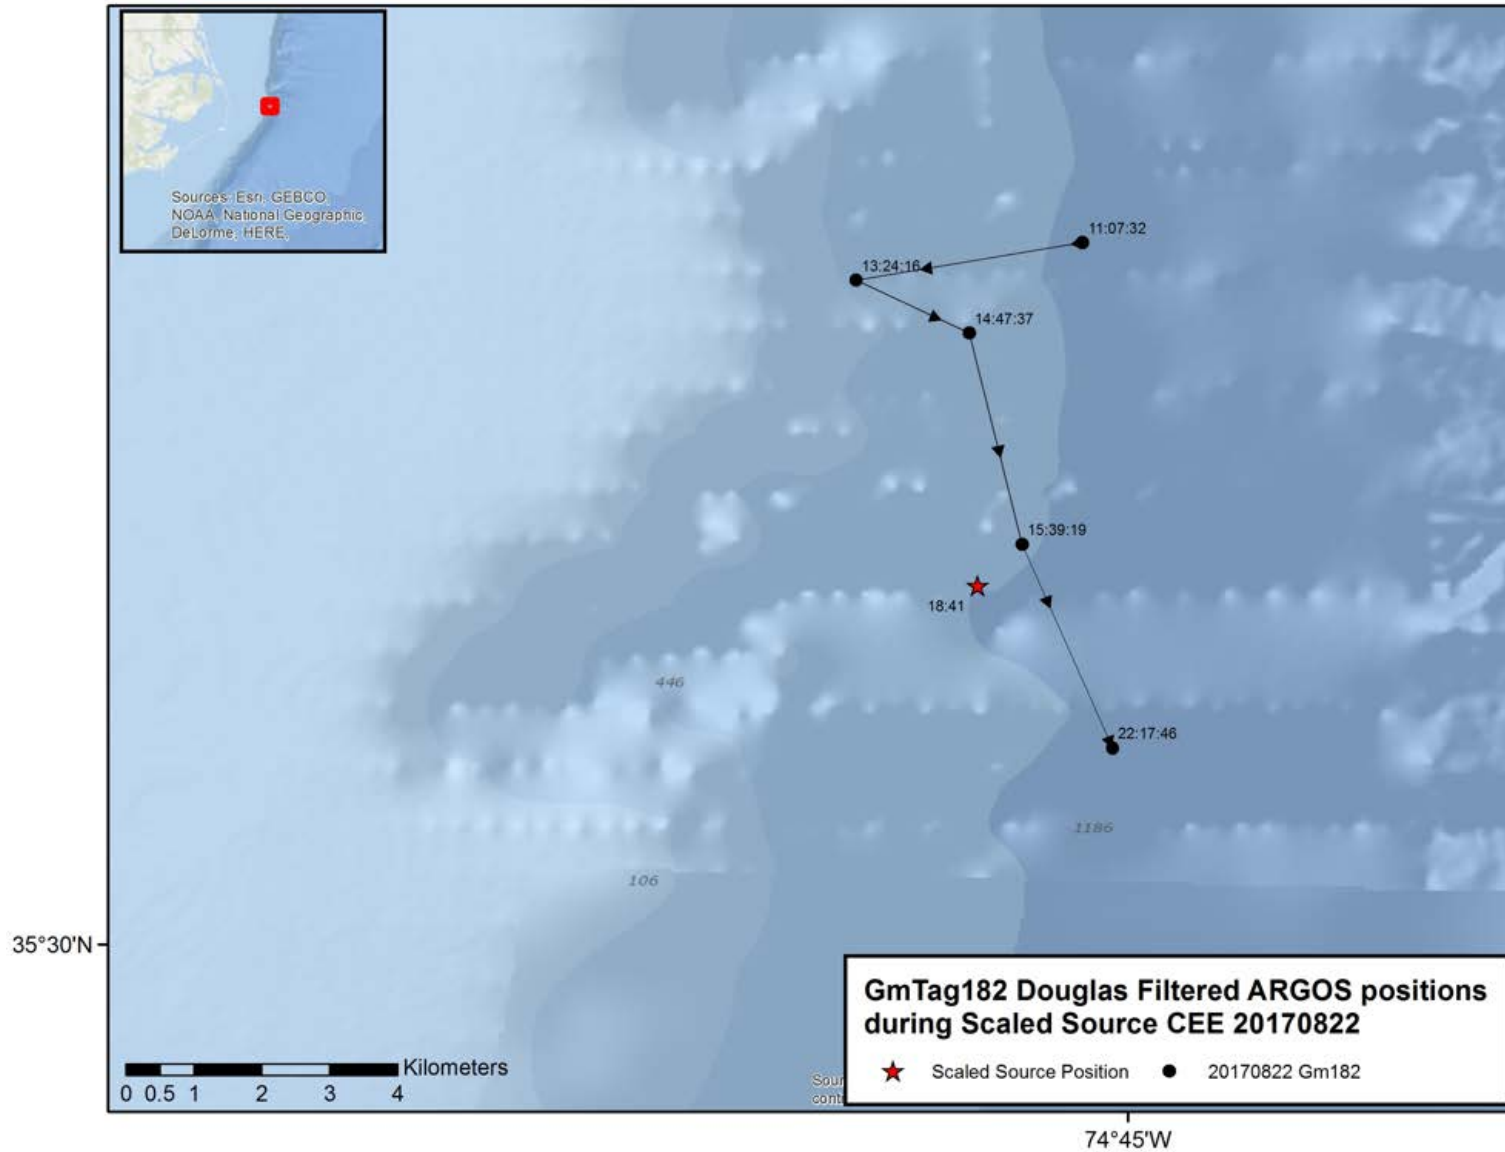 Sources: Esri, GEBCO,
NOAA, National Geographic,
DeLorme, HERE,
11:07:32
13:24:16
14:47:37
15:39:19
18:41
446
22:17:46
1186
106
35°30'N
GmTag182 Douglas Filtered ARGOS positions
during Scaled Source CEE 20170822
Scaled Source Position
20170822 Gm182
Kilometers
0 0.5 1 2 3 4
74°45'W